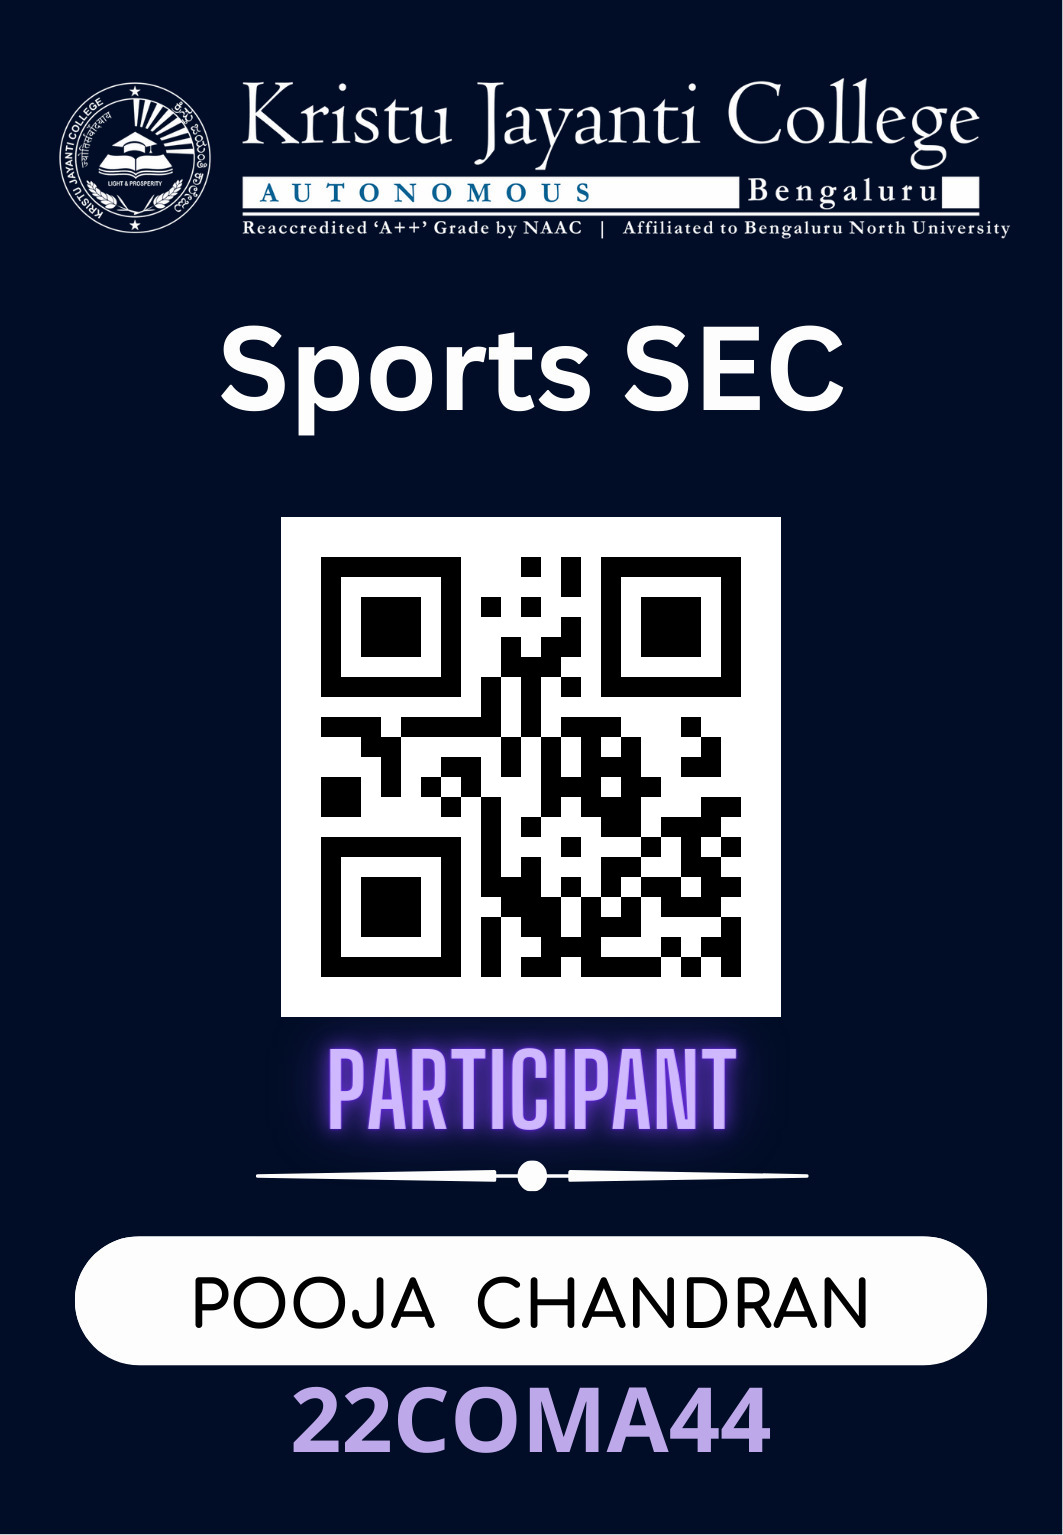 KRISTU JAYANTI COLLEGE
ज्योतिसंवादयाय
LIGHT & PROSPERITY
Kristu Jayanti College
AUTONOMOUS Bengaluru
Reaccredited ‘A++’ Grade by NAAC | Affiliated to Bengaluru North University
Sports SEC
PARTICIPANT
POOJA CHANDRAN
22COMA44